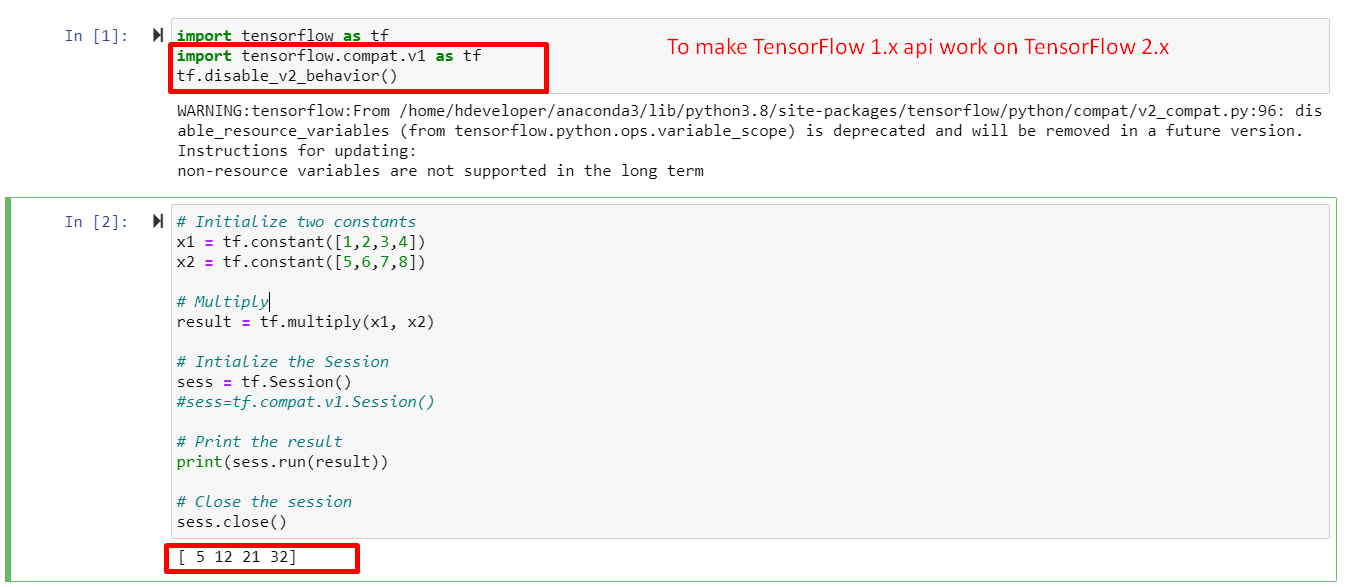 In [1]:
import tensorflow as tf
import tensorflow.compat.v1 as tf
tf.disable_v2_behavior()
To make TensorFlow 1.x api work on TensorFlow 2.x
WARNING:tensorflow:From /home/hdeveloper/anaconda3/lib/python3.8/site-packages/tensorflow/python/compat/v2_compat.py:96: dis
able_resource_variables (from tensorflow.python.ops.variable_scope) is deprecated and will be removed in a future version.
Instructions for updating:
non-resource variables are not supported in the long term
In [2]:
# Initialize two constants
x1 = tf.constant([1,2,3,4])
x2 = tf.constant([5,6,7,8])
# Multiply
result = tf.multiply(x1, x2)
# Intialize the Session
sess = tf.Session()
#sess=tf.compat.v1.Session()
# Print the result
print(sess.run(result))
# Close the session
sess.close()
[ 5 12 21 32]